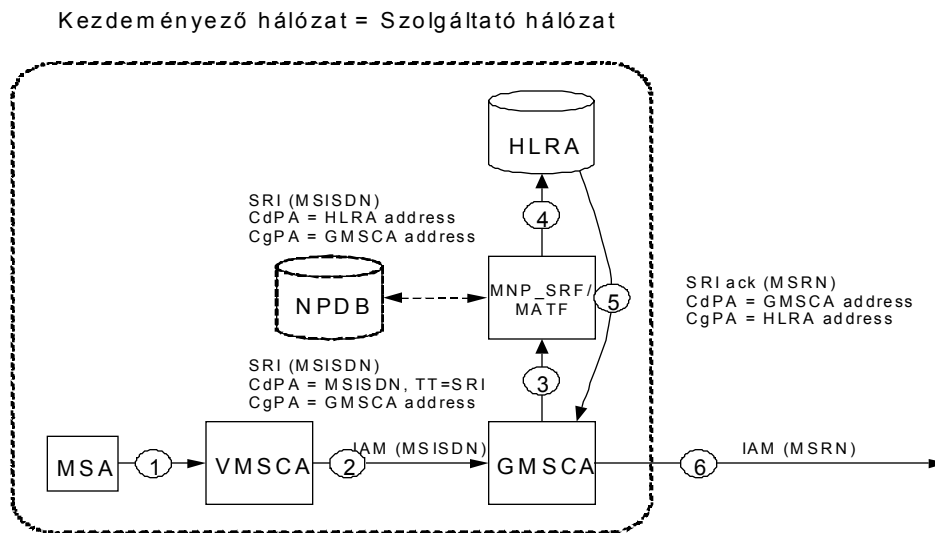 Kezdeményező hálózat = Szolgáltató hálózat
HLRA
SRI (MSISDN)
CdPA = HLRA address
CgPA = GMSCA address
4
NPDB
MNP_SRF/
MATF
5
SRI ack (MSRN)
CdPA = GMSCA address
CgPA = HLRA address
SRI (MSISDN)
CdPA = MSISDN, TT=SRI
CgPA = GMSCA address
3
MSA
1
VMSCA
2
IAM (MSISDN)
GMSCA
6
IAM (MSRN)